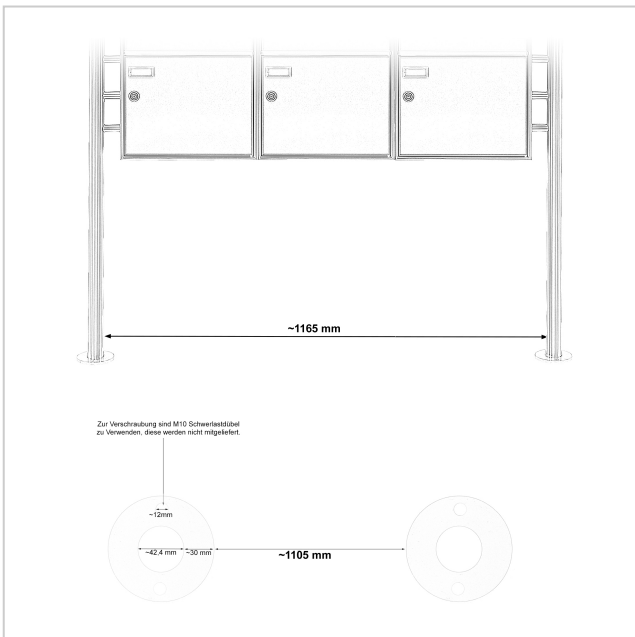 ~1165 mm
Zur Verschraubung sind M10 Schwerlastdübel
zu Verwenden, diese werden nicht mitgeliefert.
~12mm
~42.4 mm
~30 mm
~1105 mm